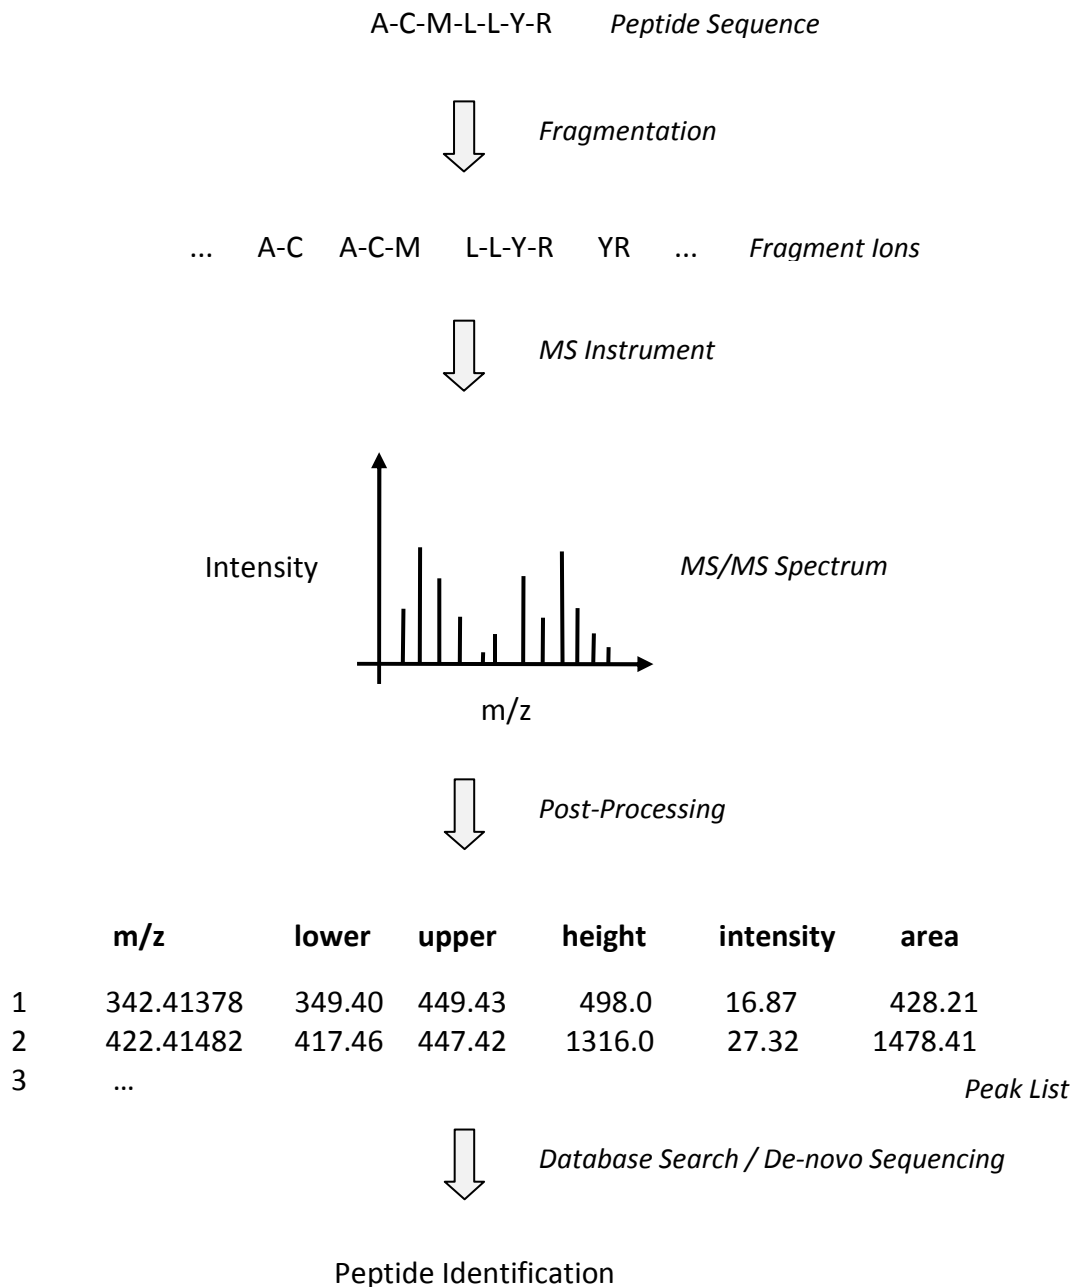 A-C-M-L-L-Y-R Peptide Sequence
Fragmentation
... A-C A-C-M L-L-Y-R YR ... Fragment Ions
MS Instrument
Intensity MS/MS Spectrum
m/z
Post-Processing
m/z lower upper height intensity area
1 342.41378 349.40 449.43 498.0 16.87 428.21
2 422.41482 417.46 447.42 1316.0 27.32 1478.41
3 ...
Peak List
Database Search / De-novo Sequencing
Peptide Identification